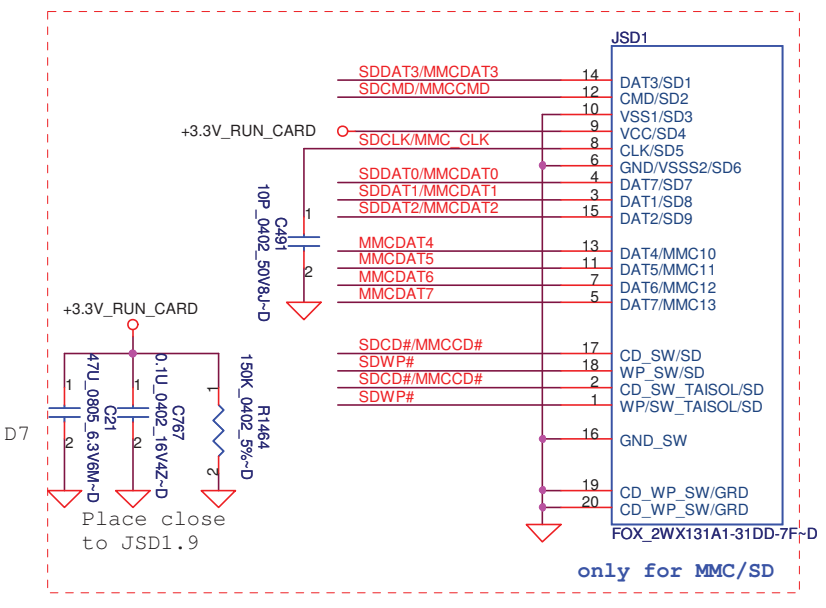 JSD1
SDDAT3/MMCDAT3 14 DAT3/SD1
SDCMD/MMCCMD 12 CMD/SD2
10 VSS1/SD3
+3.3V_RUN_CARD 9 VCC/SD4
SDCLK/MMC_CLK 8 CLK/SD5
6 GND/VSSS2/SD6
SDDAT0/MMCDAT0 4 DAT7/SD7
SDDAT1/MMCDAT1 3 DAT1/SD8
SDDAT2/MMCDAT2 15 DAT2/SD9
MMCDAT4 13 DAT4/MMC10
MMCDAT5 11 DAT5/MMC11
MMCDAT6 7 DAT6/MMC12
MMCDAT7 5 DAT7/MMC13
SDCD#/MMCCD# 17 CD_SW/SD
SDWP# 18 WP_SW/SD
SDCD#/MMCCD# 2 CD_SW_TAISOL/SD
SDWP# 1 WP/SW_TAISOL/SD
16 GND_SW
19 CD_WP_SW/GRD
20 CD_WP_SW/GRD
FOX_2WX131A1-31DD-7F~D
only for MMC/SD
1
C491
10P_0402_50V8J~D
2
+3.3V_RUN_CARD
1
C21
47U_0805_6.3V6M~D
2
1
C767
0.1U_0402_16V4Z~D
2
1
R1464
150K_0402_5%~D
2
D7
Place close
to JSD1.9